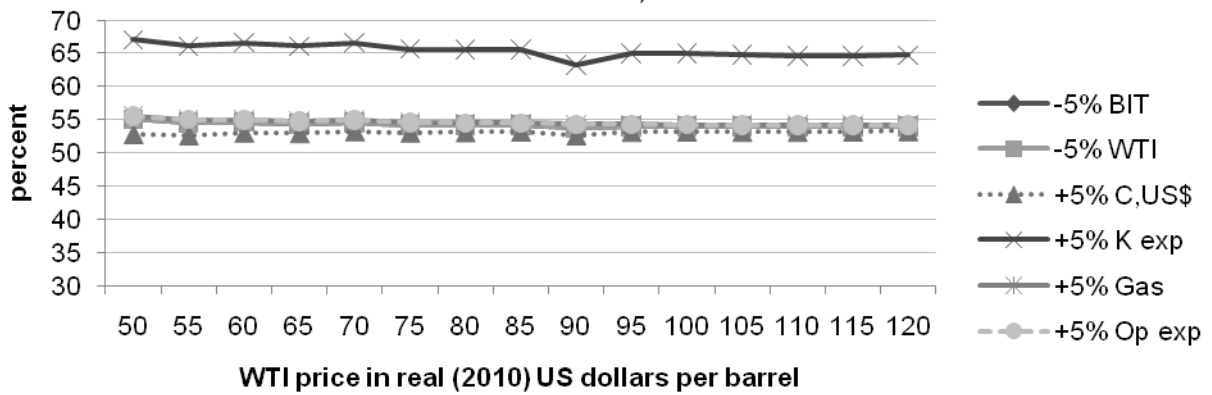 70
65
60
55
50
45
40
35
30
percent
50 55 60 65 70 75 80 85 90 95 100 105 110 115 120
WTI price in real (2010) US dollars per barrel
-5% BIT
-5% WTI
+5% C,US$
+5% K exp
+5% Gas
+5% Op exp